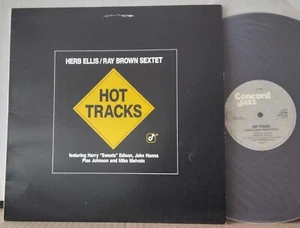 HERB ELLIS/RAY BROWN SEXTET
HOT
TRACKS
featuring Harry "Sweets" Edison, Jake Hanna
Plas Johnson and Mike Melvoin
Concord
jazz
HOT TRACKS